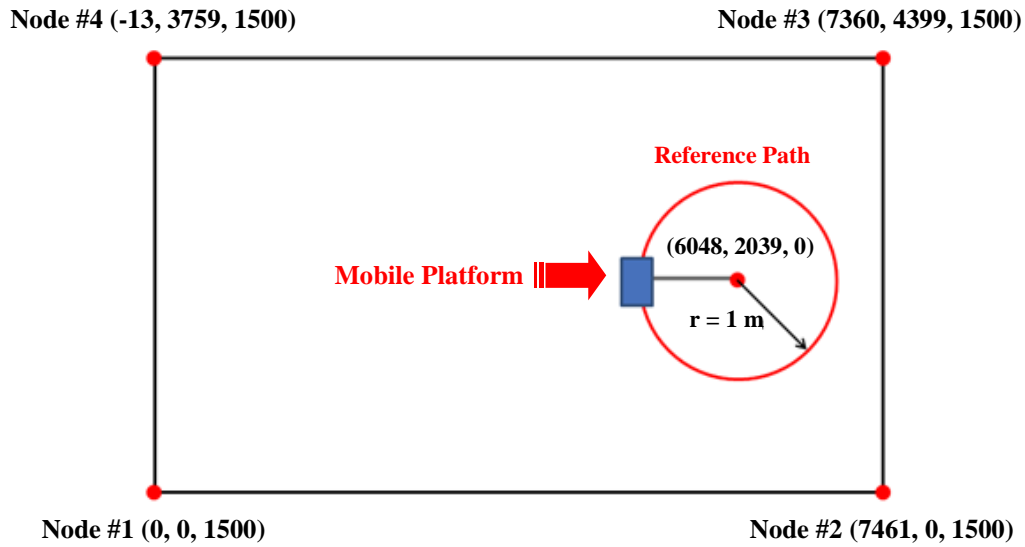 Node #4 (-13, 3759, 1500)
Node #3 (7360, 4399, 1500)
Reference Path
(6048, 2039, 0)
Mobile Platform
r = 1 m
Node #1 (0, 0, 1500)
Node #2 (7461, 0, 1500)